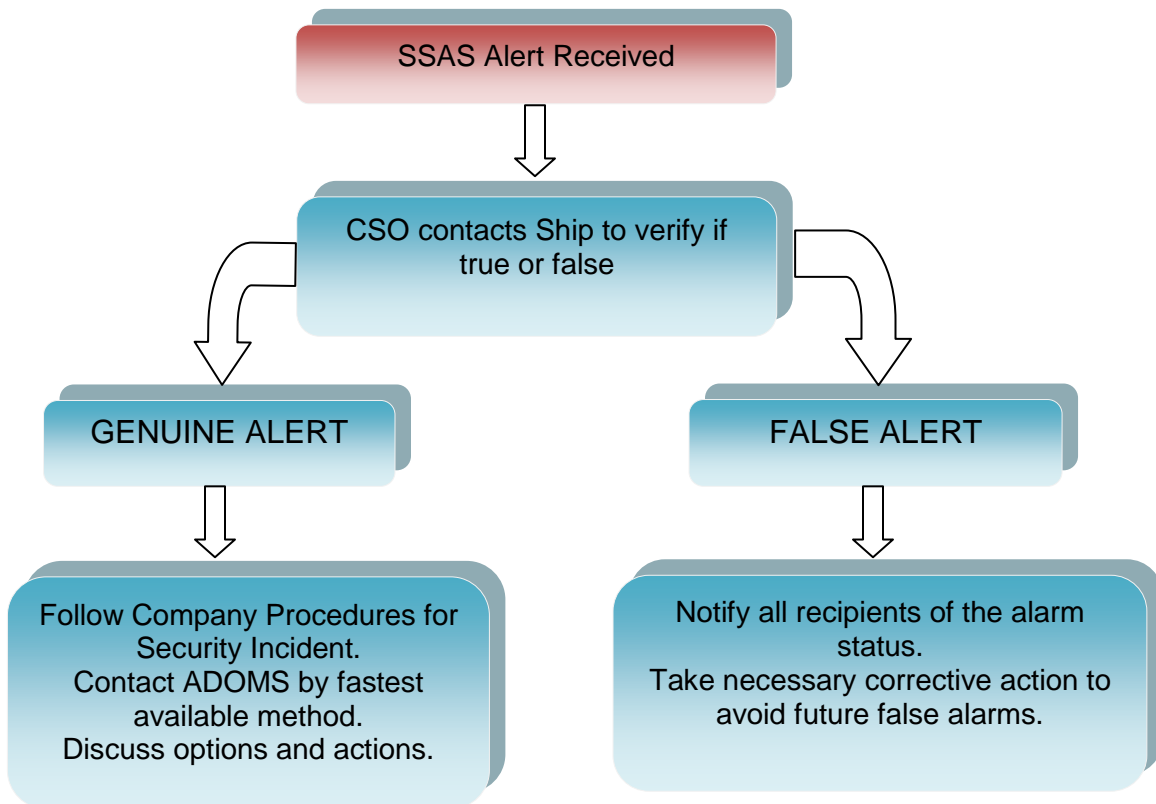 SSAS Alert Received
CSO contacts Ship to verify if
true or false
GENUINE ALERT
FALSE ALERT
Follow Company Procedures for
Security Incident.
Contact ADOMS by fastest
available method.
Discuss options and actions.
Notify all recipients of the alarm
status.
Take necessary corrective action to
avoid future false alarms.